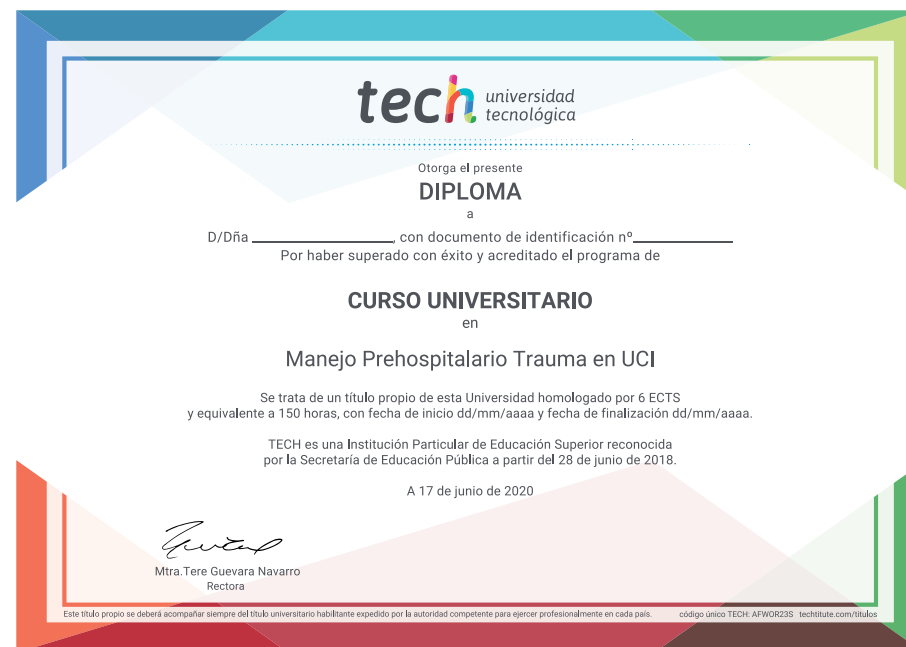 tech universidad
tecnológica
Otorga el presente
DIPLOMA
a
D/Dña ____________________, con documento de identificación nº______________
Por haber superado con éxito y acreditado el programa de
CURSO UNIVERSITARIO
en
Manejo Prehospitalario Trauma en UCI
Se trata de un título propio de esta Universidad homologado por 6 ECTS
y equivalente a 150 horas, con fecha de inicio dd/mm/aaaa y fecha de finalización dd/mm/aaaa.
TECH es una Institución Particular de Educación Superior reconocida
por la Secretaría de Educación Pública a partir del 28 de junio de 2018.
A 17 de junio de 2020
Mtra.Tere Guevara Navarro
Rectora
Este título propio se deberá acompañar siempre del título universitario habilitante expedido por la autoridad competente para ejercer profesionalmente en cada país. código único TECH: AFWOR23S techtitute.com/títulos